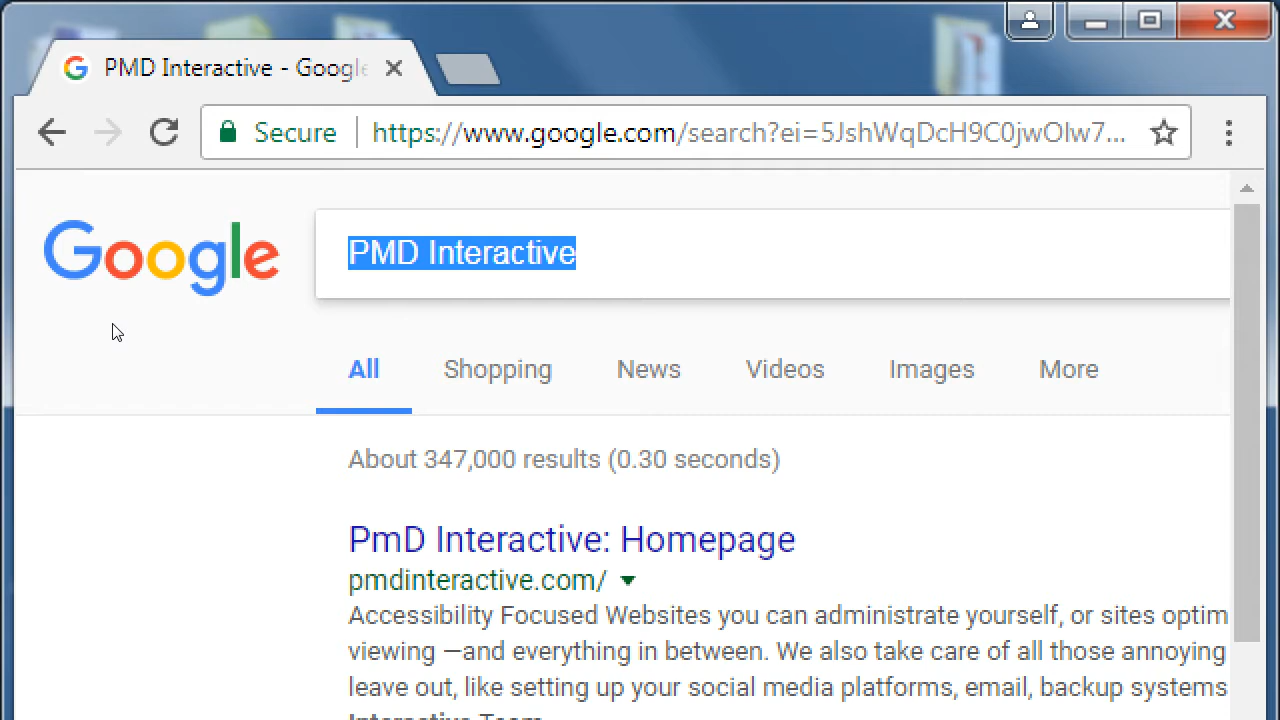 PMD Interactive - Google
Secure
https://www.google.com/search?ei=5JshWqDcH9C0jwOlw7...
Google
PMD Interactive
All Shopping News Videos Images More
About 347,000 results (0.30 seconds)
PmD Interactive: Homepage
pmdinteractive.com/
Accessibility Focused Websites you can administrate yourself, or sites optim
viewing —and everything in between. We also take care of all those annoying
leave out, like setting up your social media platforms, email, backup systems
Interactive Team